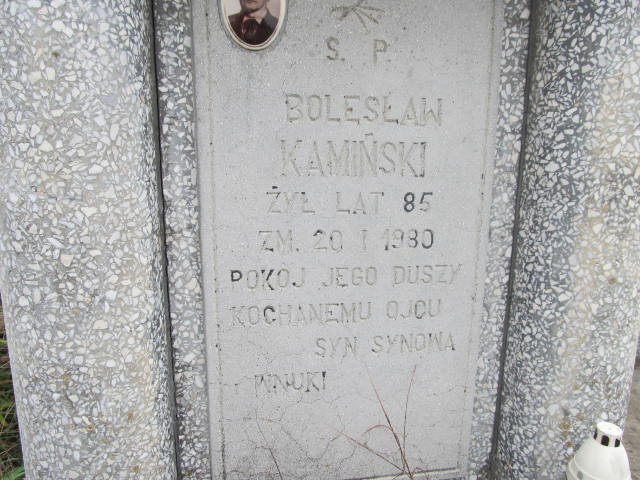 S. P.
BOLESŁAW
KAMIŃSKI
ŻYŁ LAT 85
ZM. 20 I 1980
POKÓJ JEGO DUSZY
KOCHANEMU OJCU
SYN SYNOWA
WNUKI